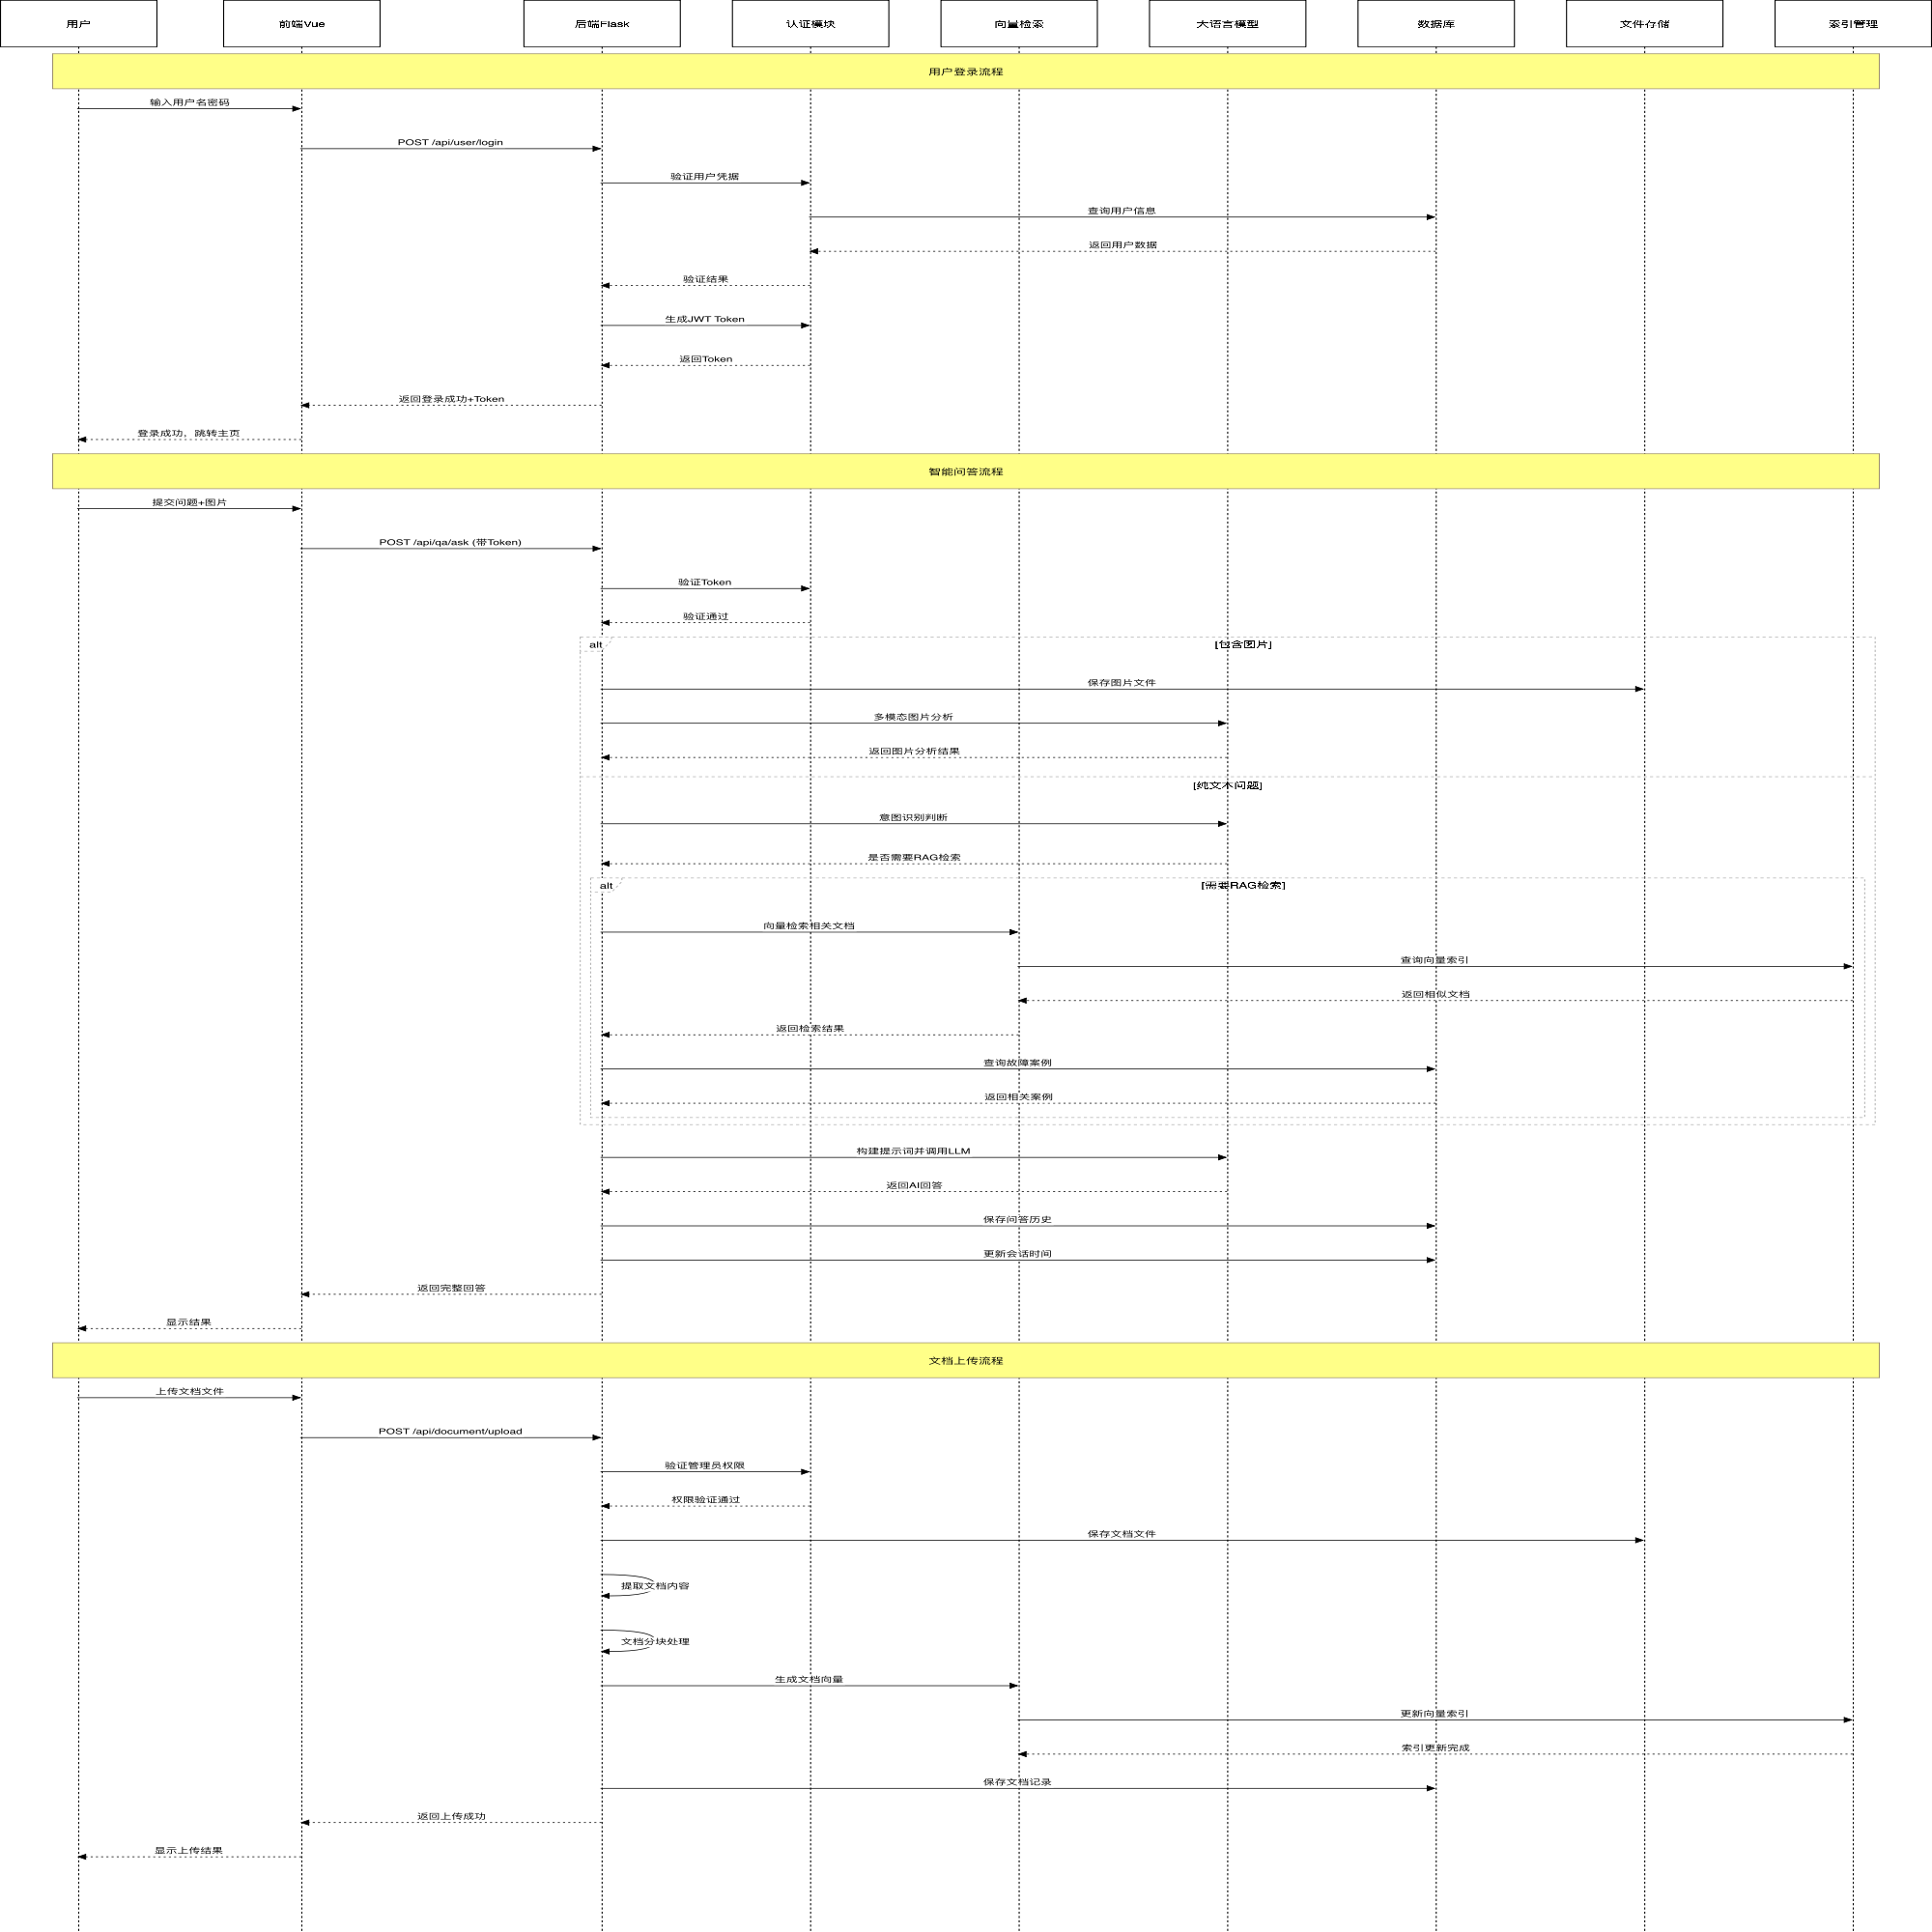 用户
前端Vue
后端Flask
认证模块
向量检索
大语言模型
数据库
文件存储
索引管理
用户登录流程
输入用户名密码
POST /api/user/login
验证用户凭据
查询用户信息
返回用户数据
验证结果
生成JWT Token
返回Token
返回登录成功+Token
登录成功，跳转主页
智能问答流程
提交问题+图片
POST /api/qa/ask (带Token)
验证Token
验证通过
alt
[包含图片]
保存图片文件
多模态图片分析
返回图片分析结果
[纯文本问题]
意图识别判断
是否需要RAG检索
alt
[需要RAG检索]
向量检索相关文档
查询向量索引
返回相似文档
返回检索结果
查询故障案例
返回相关案例
构建提示词并调用LLM
返回AI回答
保存问答历史
更新会话时间
返回完整回答
显示结果
文档上传流程
上传文档文件
POST /api/document/upload
验证管理员权限
权限验证通过
保存文档文件
提取文档内容
文档分块处理
生成文档向量
更新向量索引
索引更新完成
保存文档记录
返回上传成功
显示上传结果